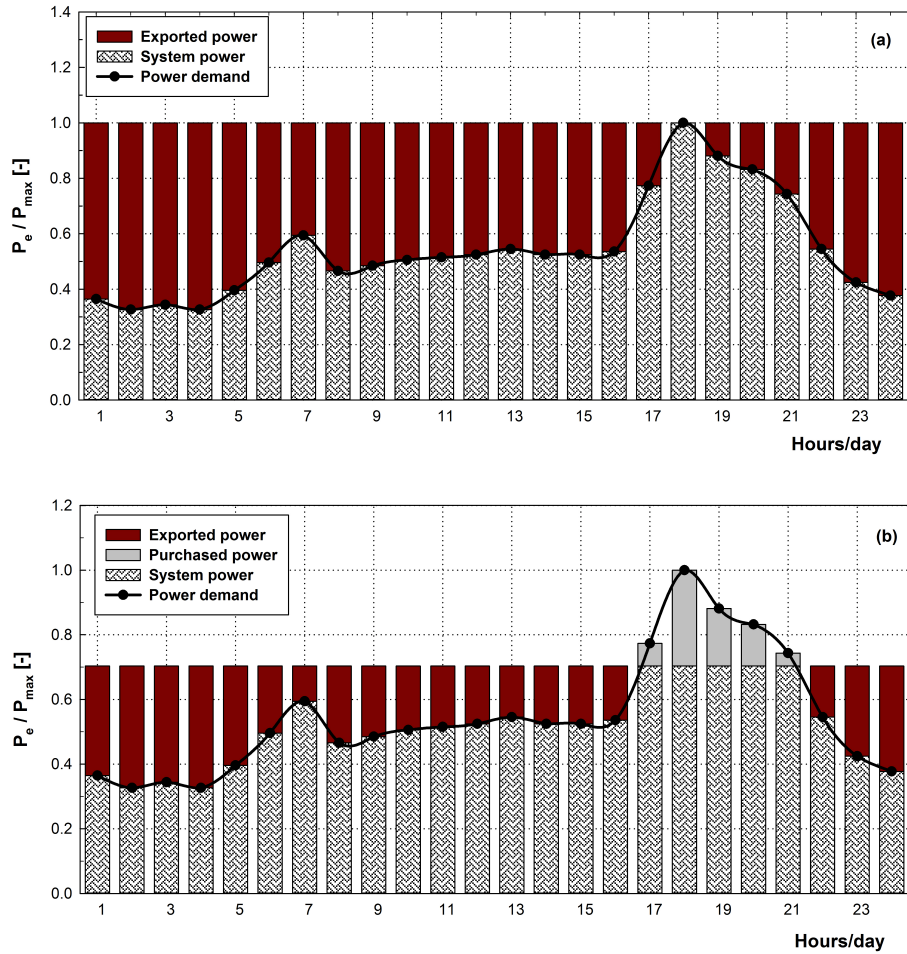 1.4
(a)
Exported power
System power
Power demand
1.2
1.0
0.8
0.6
0.4
0.2
0.0
Pe / Pmax [-]
1 3 5 7 9 11 13 15 17 19 21 23
Hours/day
1.2
(b)
Exported power
Purchased power
System power
Power demand
1.0
0.8
0.6
0.4
0.2
0.0
Pe / Pmax [-]
1 3 5 7 9 11 13 15 17 19 21 23
Hours/day